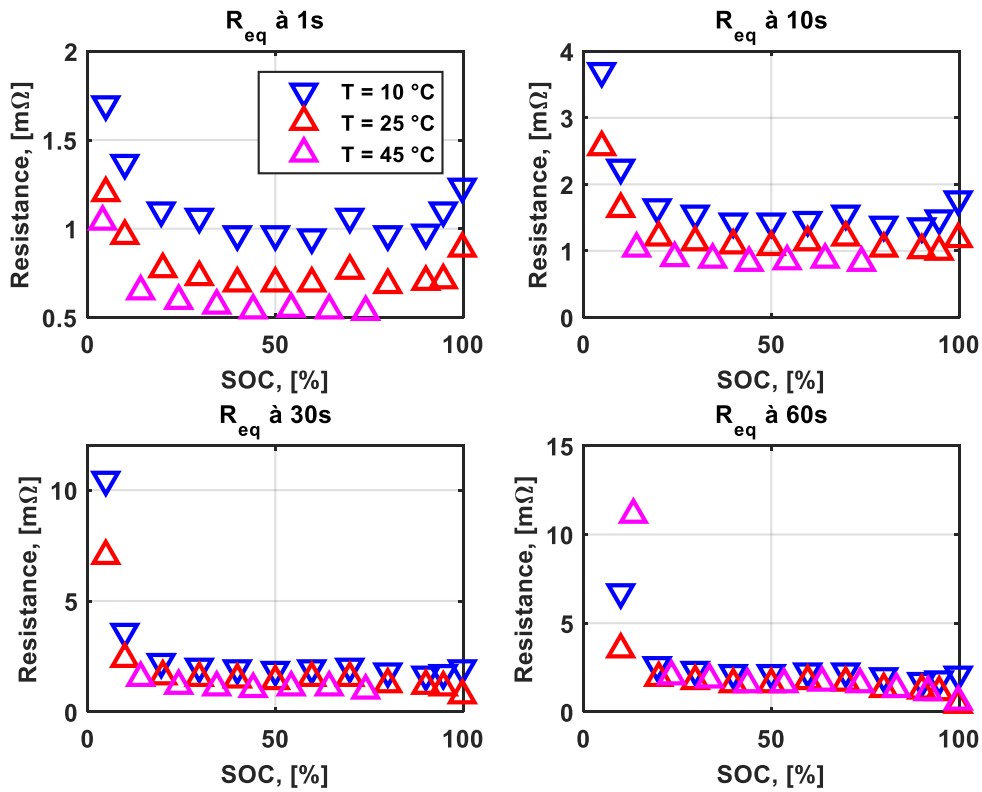 R_eq à 1s
2
1.5
1
0.5
0
50
100
Resistance, [mΩ]
SOC, [%]
T = 10 °C
T = 25 °C
T = 45 °C
R_eq à 10s
4
3
2
1
0
0
50
100
Resistance, [mΩ]
SOC, [%]
R_eq à 30s
10
5
0
0
50
100
Resistance, [mΩ]
SOC, [%]
R_eq à 60s
15
10
5
0
0
50
100
Resistance, [mΩ]
SOC, [%]